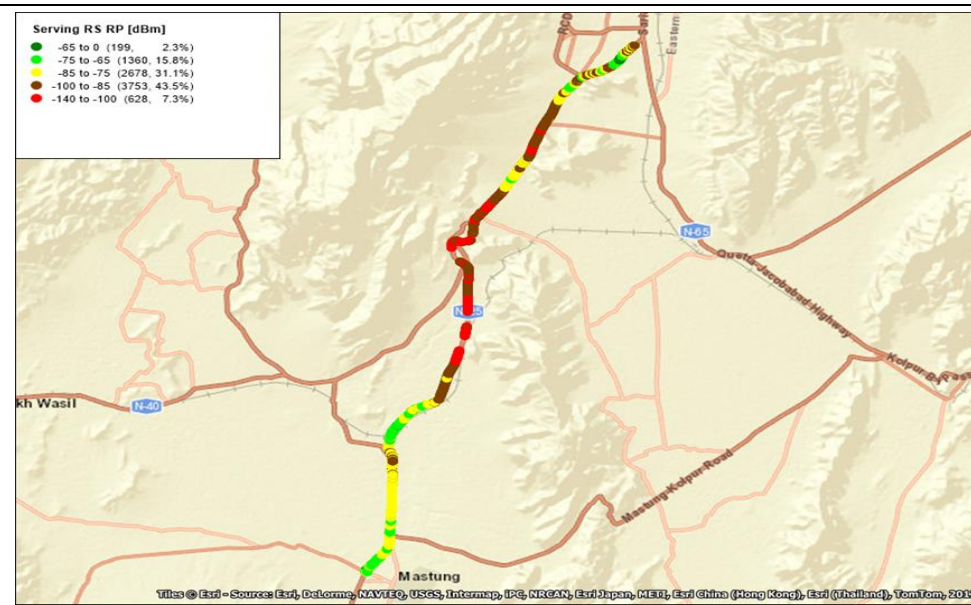 Serving RS RP [dBm]
-65 to 0 (199, 2.3%)
-75 to -65 (1360, 15.8%)
-85 to -75 (2678, 31.1%)
-100 to -85 (3753, 43.5%)
-140 to -100 (628, 7.3%)
RCD
Sari
Eastern
N-65
Quetta-Jacobabad-Highway
Kolpur
kh Wasil
N-40
Mastung-Kolpur Road
Mastung
Tiles © Esri - Source: Esri, DeLorme, NAVTEQ, USGS, Intermap, iPC, NRCAN, Esri Japan, METI, Esri China (Hong Kong), Esri (Thailand), TomTom, 201